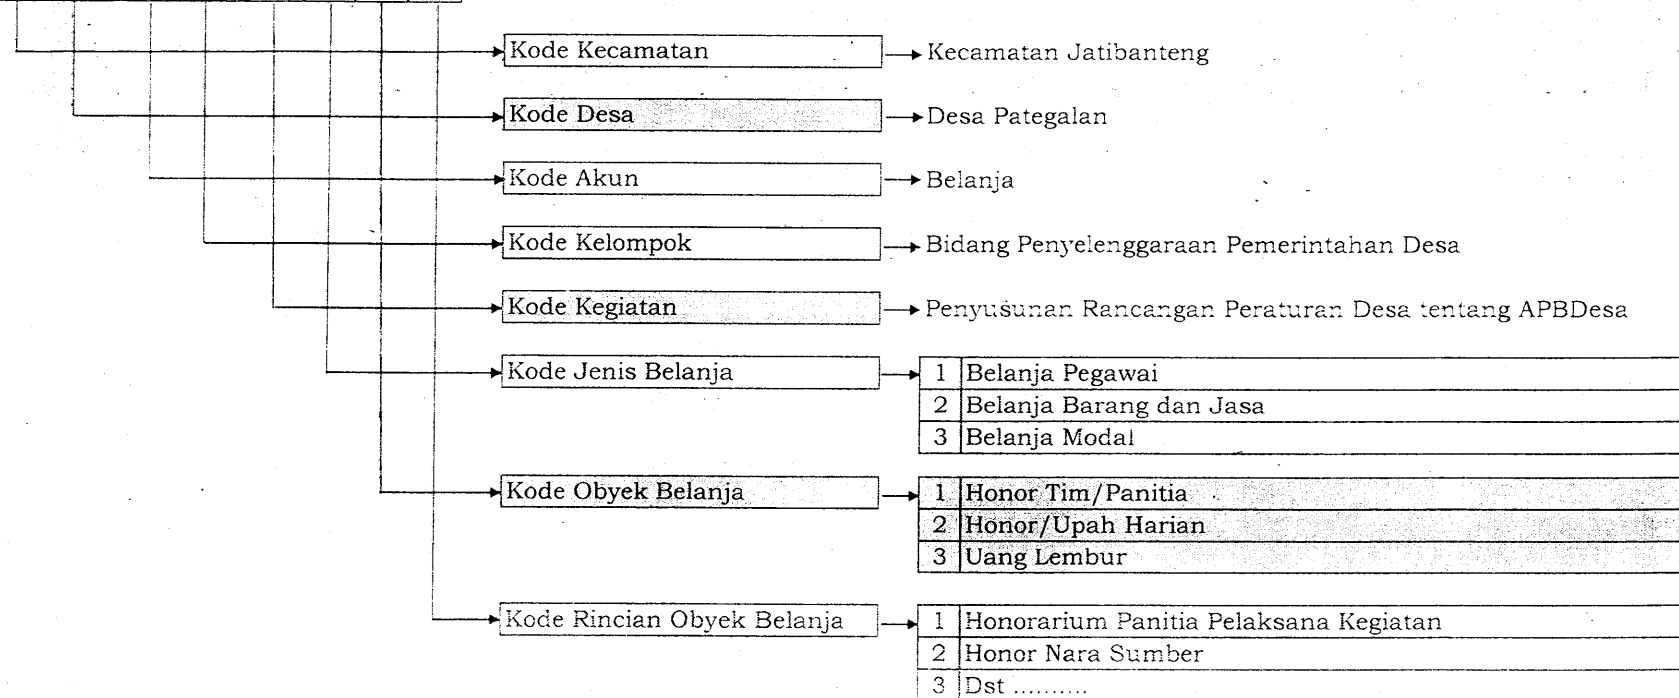 Kode Kecamatan Kecamatan Jatibanteng
Kode Desa Desa Pategalan
Kode Akun Belanja
Kode Kelompok Bidang Penyelenggaraan Pemerintahan Desa
Kode Kegiatan Penyusunan Rancangan Peraturan Desa tentang APBDesa
Kode Jenis Belanja 1 Belanja Pegawai
2 Belanja Barang dan Jasa
3 Belanja Modal
Kode Obyek Belanja 1 Honor Tim/Panitia
2 Honor/Upah Harian
3 Uang Lembur
Kode Rincian Obyek Belanja 1 Honorarium Panitia Pelaksana Kegiatan
2 Honor Nara Sumber
3 Dst ..........